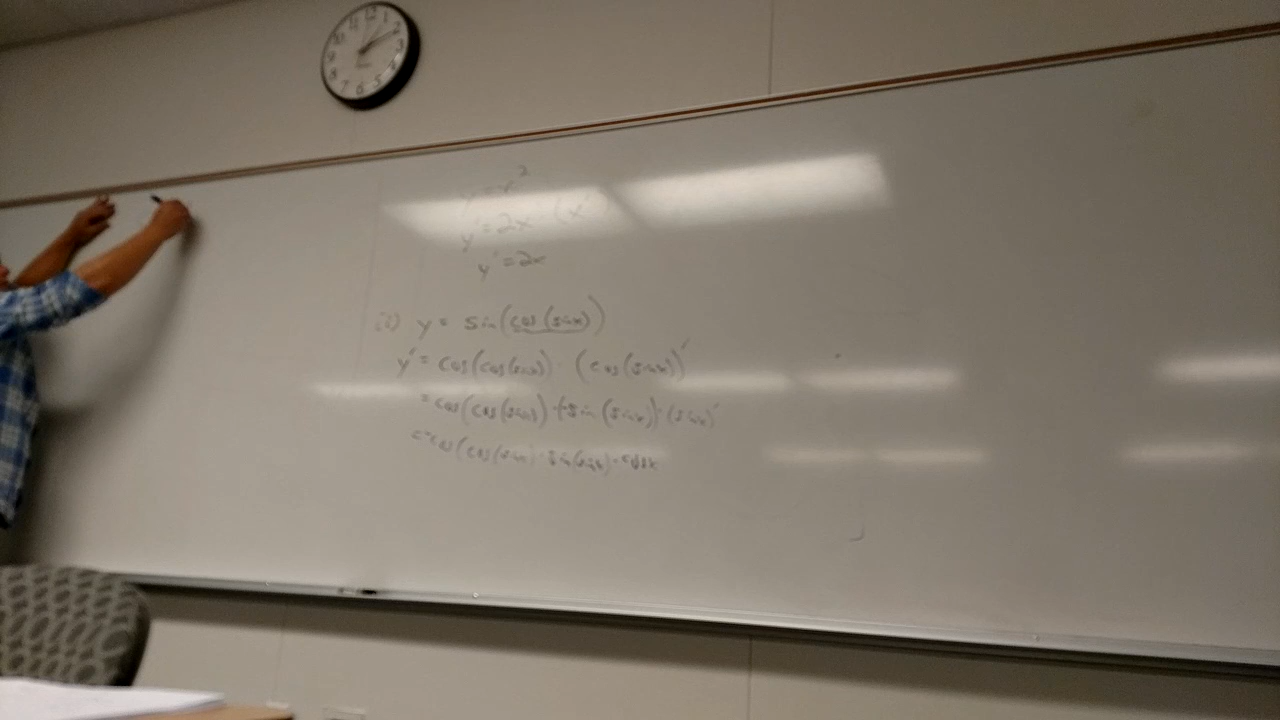 y = x²
y' = 2x (x'
y' = 2x
y = sin(cos(sinx))
y' = cos(cos(sinx)) · (cos(sinx))'
= cos(cos(sinx)) · (-sin(sinx)) · (sinx)'
= -cos(cos(sinx) · sin(sinx) · cosx